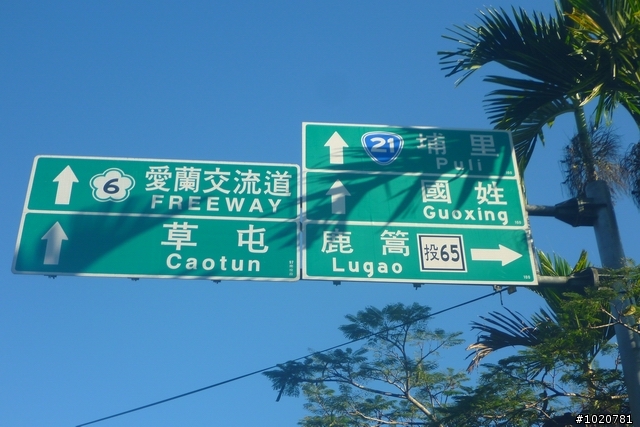 6 愛蘭交流道
FREEWAY
草屯
Caotun
21 埔里
Puli
國姓
Guoxing
鹿篙 投65
Lugao
#1020781